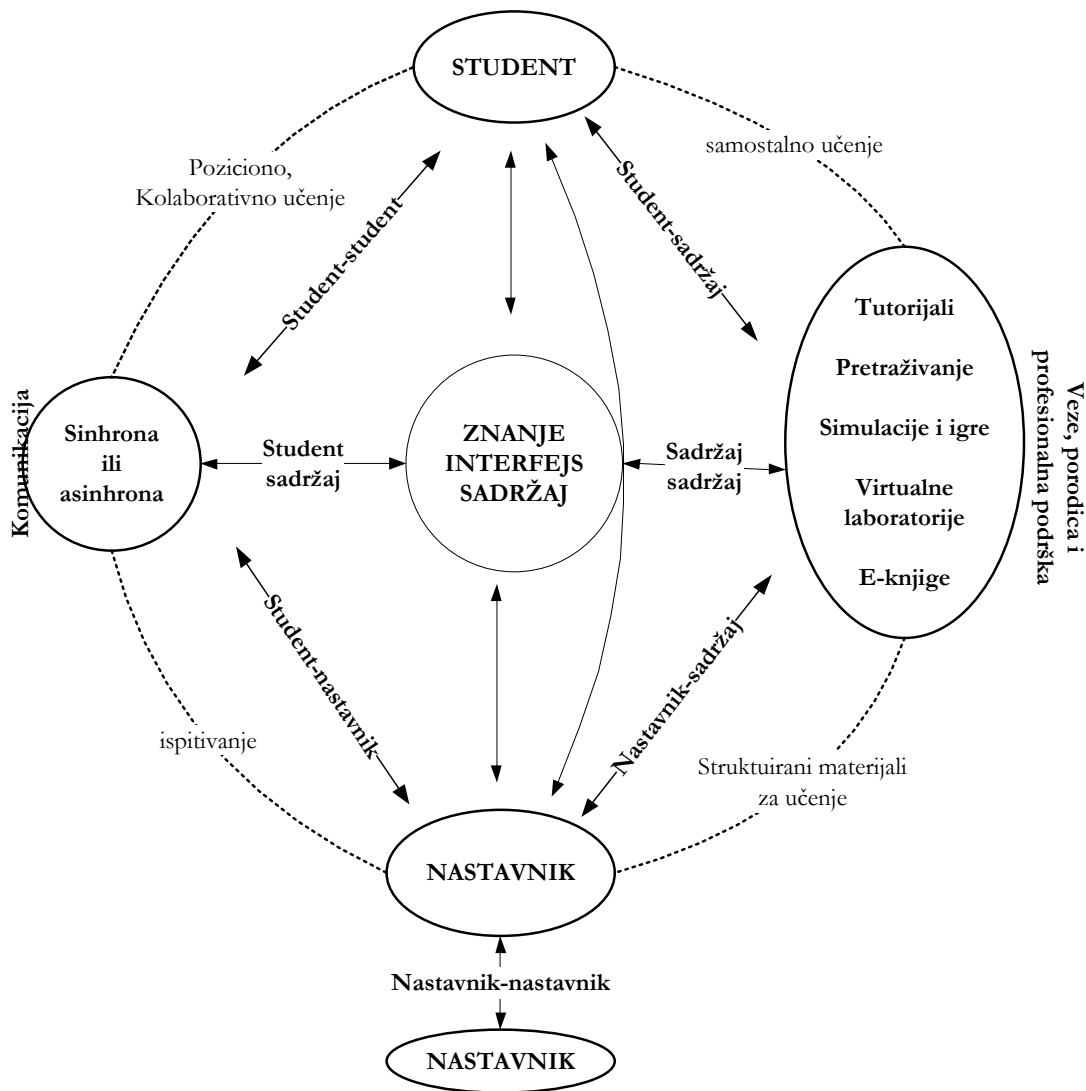 STUDENT
samostalno učenje
Poziciono,
Kolaborativno učenje
Student-student
Student-sadržaj
Komunikacija
Sinhrona
ili
asinhrona
Student
sadržaj
ZNANJE
INTERFEJS
SADRŽAJ
Sadržaj
sadržaj
Tutorijali
Pretraživanje
Simulacije i igre
Virtualne
laboratorije
E-knjige
Veze, porodica i
profesionalna podrška
Student-nastavnik
Nastavnik-sadržaj
ispitivanje
Struktuirani materijali
za učenje
NASTAVNIK
Nastavnik-nastavnik
NASTAVNIK